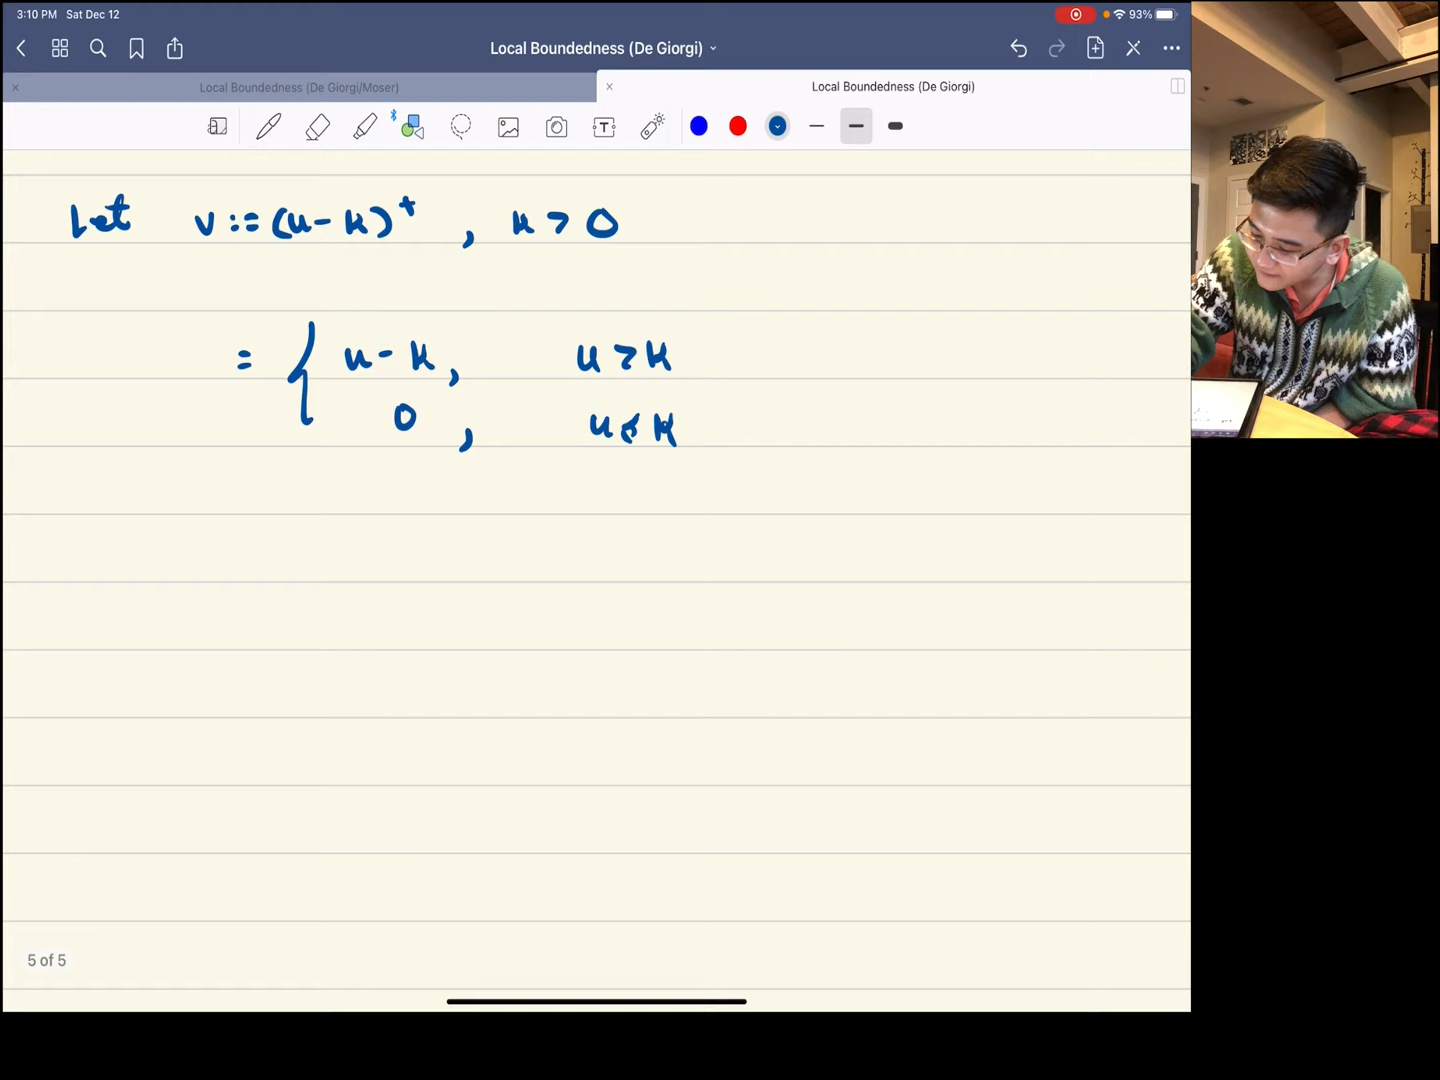 3:10 PM Sat Dec 12 93%
Local Boundedness (De Giorgi)
Local Boundedness (De Giorgi/Moser) Local Boundedness (De Giorgi)
Let v := (u - k)⁺ , k > 0
= { u - k , u > k
0 , u ≤ k
5 of 5